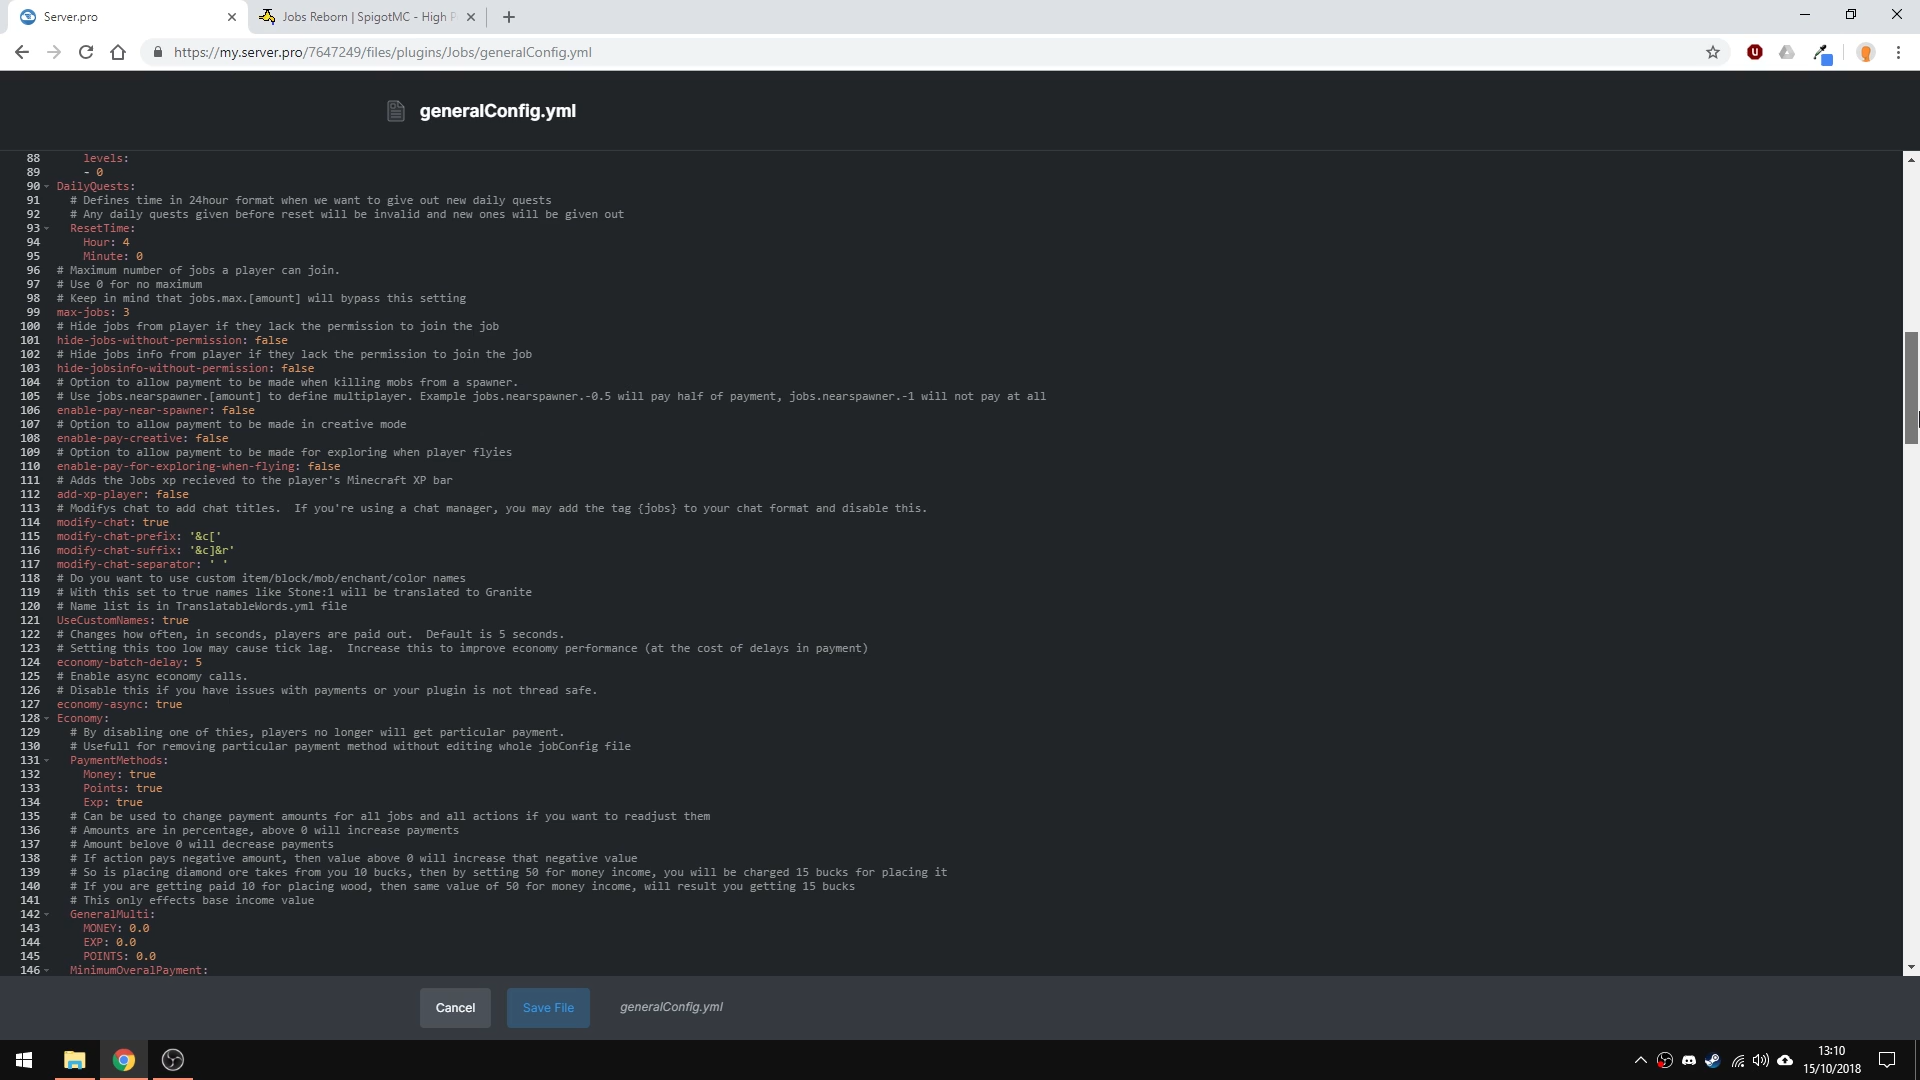 Server.pro
Jobs Reborn | SpigotMC - High P
https://my.server.pro/7647249/files/plugins/Jobs/generalConfig.yml
generalConfig.yml
88 levels:
89 - 0
90 DailyQuests:
91 # Defines time in 24hour format when we want to give out new daily quests
92 # Any daily quests given before reset will be invalid and new ones will be given out
93 ResetTime:
94 Hour: 4
95 Minute: 0
96 # Maximum number of jobs a player can join.
97 # Use 0 for no maximum
98 # Keep in mind that jobs.max.[amount] will bypass this setting
99 max-jobs: 3
100 # Hide jobs from player if they lack the permission to join the job
101 hide-jobs-without-permission: false
102 # Hide jobs info from player if they lack the permission to join the job
103 hide-jobsinfo-without-permission: false
104 # Option to allow payment to be made when killing mobs from a spawner.
105 # Use jobs.nearspawner.[amount] to define multiplayer. Example jobs.nearspawner.-0.5 will pay half of payment, jobs.nearspawner.-1 will not pay at all
106 enable-pay-near-spawner: false
107 # Option to allow payment to be made in creative mode
108 enable-pay-creative: false
109 # Option to allow payment to be made for exploring when player flyies
110 enable-pay-for-exploring-when-flying: false
111 # Adds the Jobs xp recieved to the player's Minecraft XP bar
112 add-xp-player: false
113 # Modifys chat to add chat titles.  If you're using a chat manager, you may add the tag {jobs} to your chat format and disable this.
114 modify-chat: true
115 modify-chat-prefix: '&c['
116 modify-chat-suffix: '&c]&r'
117 modify-chat-separator: ' '
118 # Do you want to use custom item/block/mob/enchant/color names
119 # With this set to true names like Stone:1 will be translated to Granite
120 # Name list is in TranslatableWords.yml file
121 UseCustomNames: true
122 # Changes how often, in seconds, players are paid out.  Default is 5 seconds.
123 # Setting this too low may cause tick lag.  Increase this to improve economy performance (at the cost of delays in payment)
124 economy-batch-delay: 5
125 # Enable async economy calls.
126 # Disable this if you have issues with payments or your plugin is not thread safe.
127 economy-async: true
128 Economy:
129 # By disabling one of thies, players no longer will get particular payment.
130 # Usefull for removing particular payment method without editing whole jobConfig file
131 PaymentMethods:
132 Money: true
133 Points: true
134 Exp: true
135 # Can be used to change payment amounts for all jobs and all actions if you want to readjust them
136 # Amounts are in percentage, above 0 will increase payments
137 # Amount belove 0 will decrease payments
138 # If action pays negative amount, then value above 0 will increase that negative value
139 # So is placing diamond ore takes from you 10 bucks, then by setting 50 for money income, you will be charged 15 bucks for placing it
140 # If you are getting paid 10 for placing wood, then same value of 50 for money income, will result you getting 15 bucks
141 # This only effects base income value
142 GeneralMulti:
143 MONEY: 0.0
144 EXP: 0.0
145 POINTS: 0.0
146 MinimumOveralPayment:
Cancel
Save File
generalConfig.yml
13:10
15/10/2018